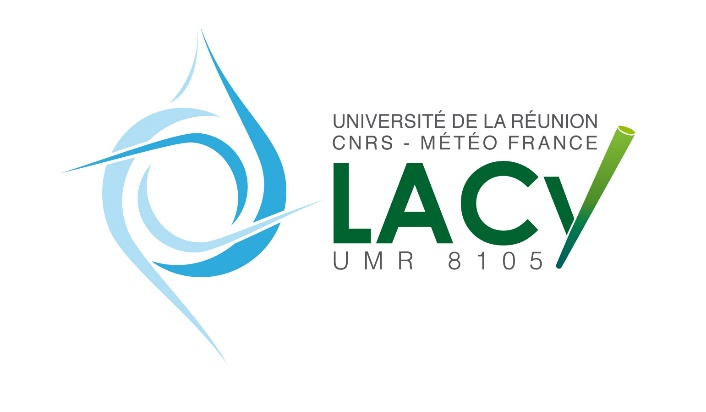 UNIVERSITÉ DE LA RÉUNION
CNRS - MÉTÉO FRANCE
LACy
UMR 8105